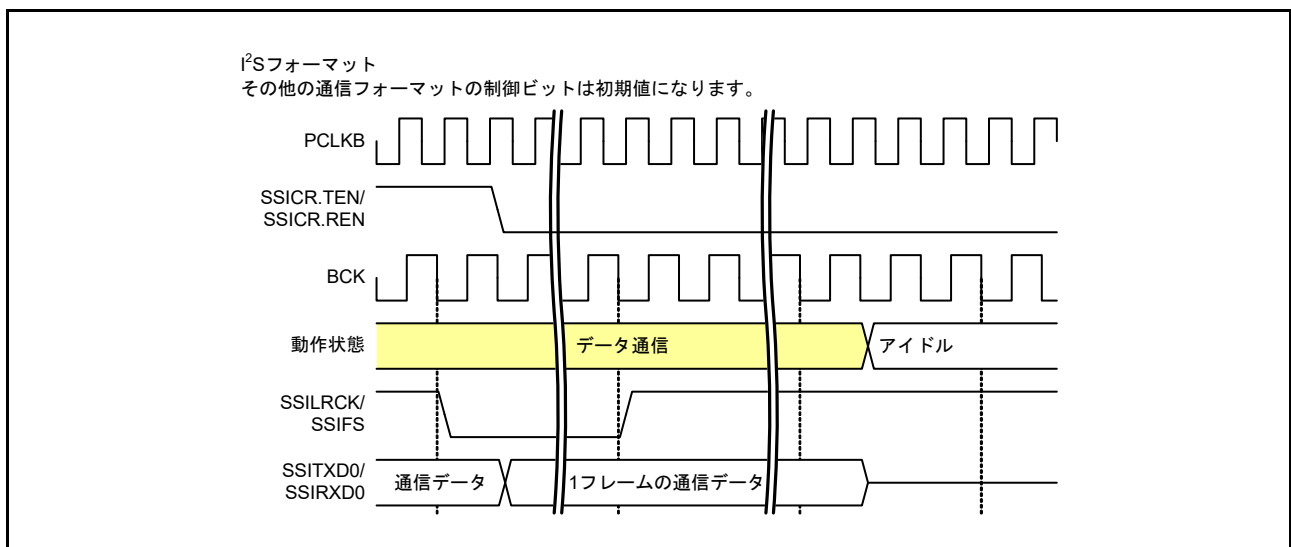 I²Sフォーマット
その他の通信フォーマットの制御ビットは初期値になります。
PCLKB
SSICR.TEN/
SSICR.REN
BCK
動作状態
データ通信
アイドル
SSILRCK/
SSIFS
SSITXD0/
SSIRXD0
通信データ
1フレームの通信データ